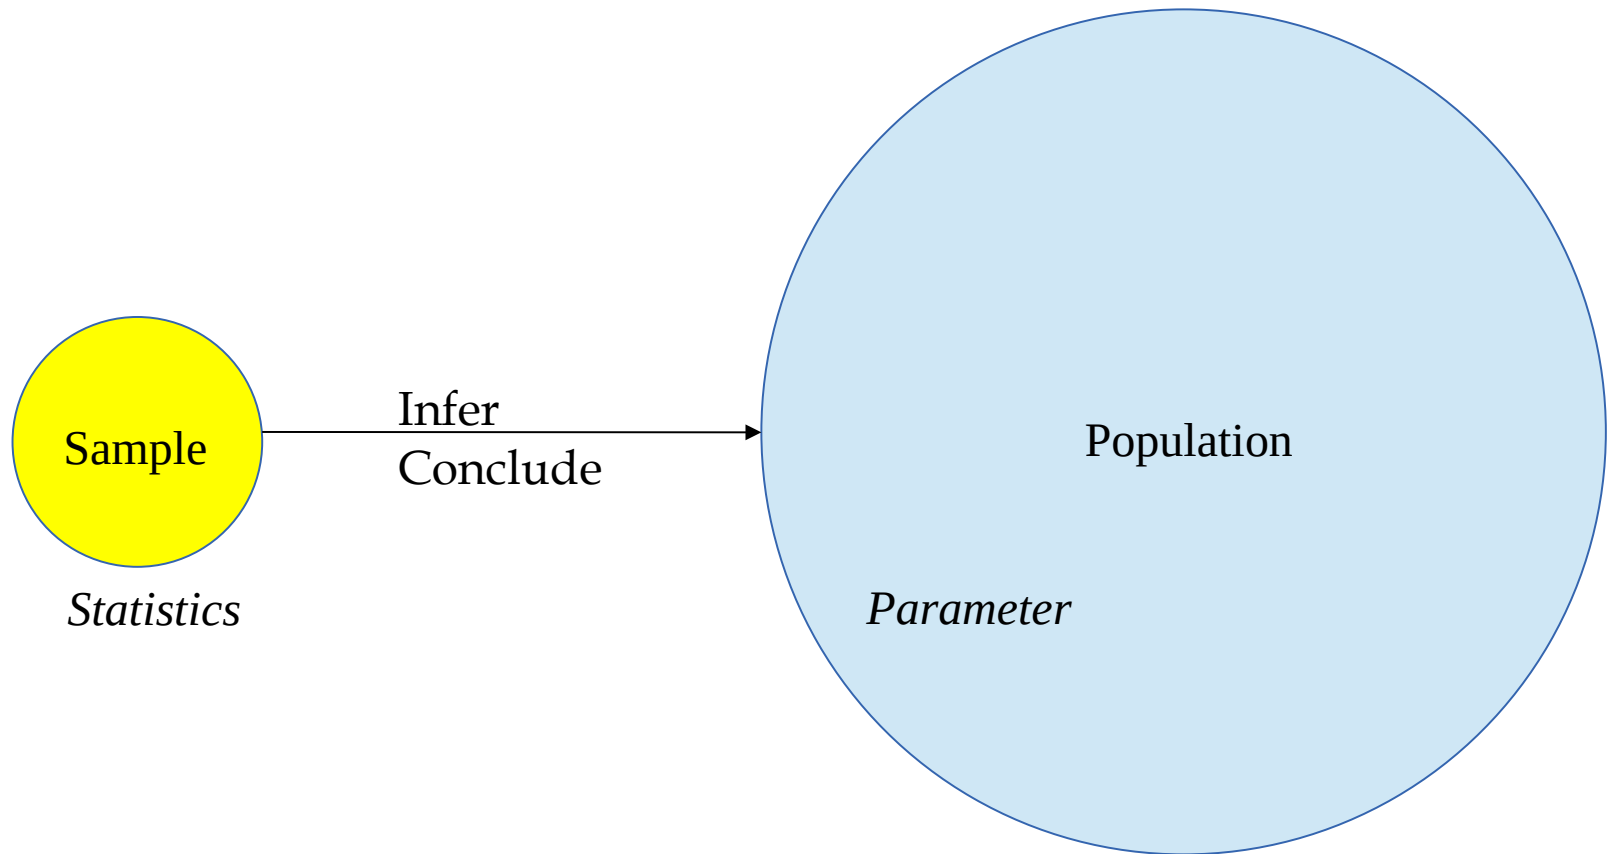 Infer
Sample
Population
Conclude
Statistics
Parameter